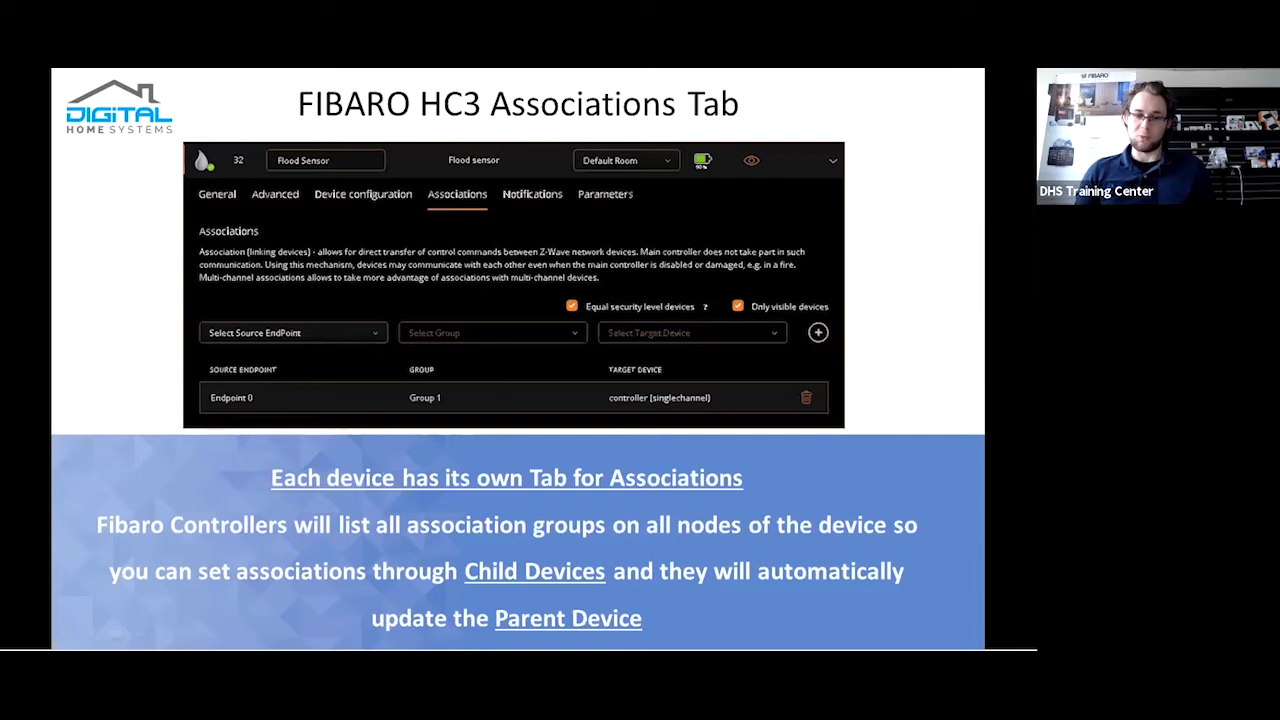 DIGITAL
HOME SYSTEMS
FIBARO HC3 Associations Tab
32 Flood Sensor Flood sensor Default Room 90 %
General Advanced Device configuration Associations Notifications Parameters
Associations
Association (linking devices) - allows for direct transfer of control commands between Z-Wave network devices. Main controller does not take part in such
communication. Using this mechanism, devices may communicate with each other even when the main controller is disabled or damaged, e.g. in a fire.
Multi-channel associations allows to take more advantage of associations with multi-channel devices.
Equal security level devices ? Only visible devices
Select Source EndPoint Select Group Select Target Device
SOURCE ENDPOINT GROUP TARGET DEVICE
Endpoint 0 Group 1 controller (singlechannel)
Each device has its own Tab for Associations
Fibaro Controllers will list all association groups on all nodes of the device so
you can set associations through Child Devices and they will automatically
update the Parent Device
FIBARO
DHS Training Center